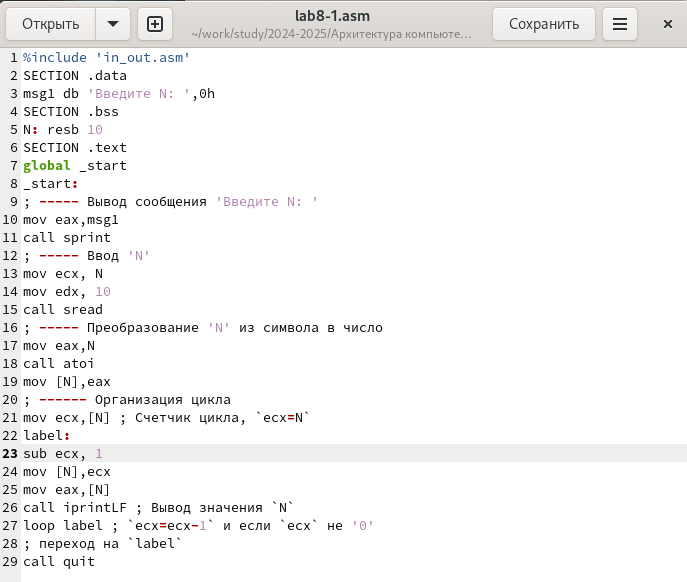 Открыть
lab8-1.asm
~/work/study/2024-2025/Архитектура компьюте...
Сохранить
1 %include 'in_out.asm'
2 SECTION .data
3 msg1 db 'Введите N: ',0h
4 SECTION .bss
5 N: resb 10
6 SECTION .text
7 global _start
8 _start:
9 ; ----- Вывод сообщения 'Введите N: '
10 mov eax,msg1
11 call sprint
12 ; ----- Ввод 'N'
13 mov ecx, N
14 mov edx, 10
15 call sread
16 ; ----- Преобразование 'N' из символа в число
17 mov eax,N
18 call atoi
19 mov [N],eax
20 ; ------ Организация цикла
21 mov ecx,[N] ; Счетчик цикла, `ecx=N`
22 label:
23 sub ecx, 1
24 mov [N],ecx
25 mov eax,[N]
26 call iprintLF ; Вывод значения `N`
27 loop label ; `ecx=ecx-1` и если `ecx` не '0'
28 ; переход на `label`
29 call quit